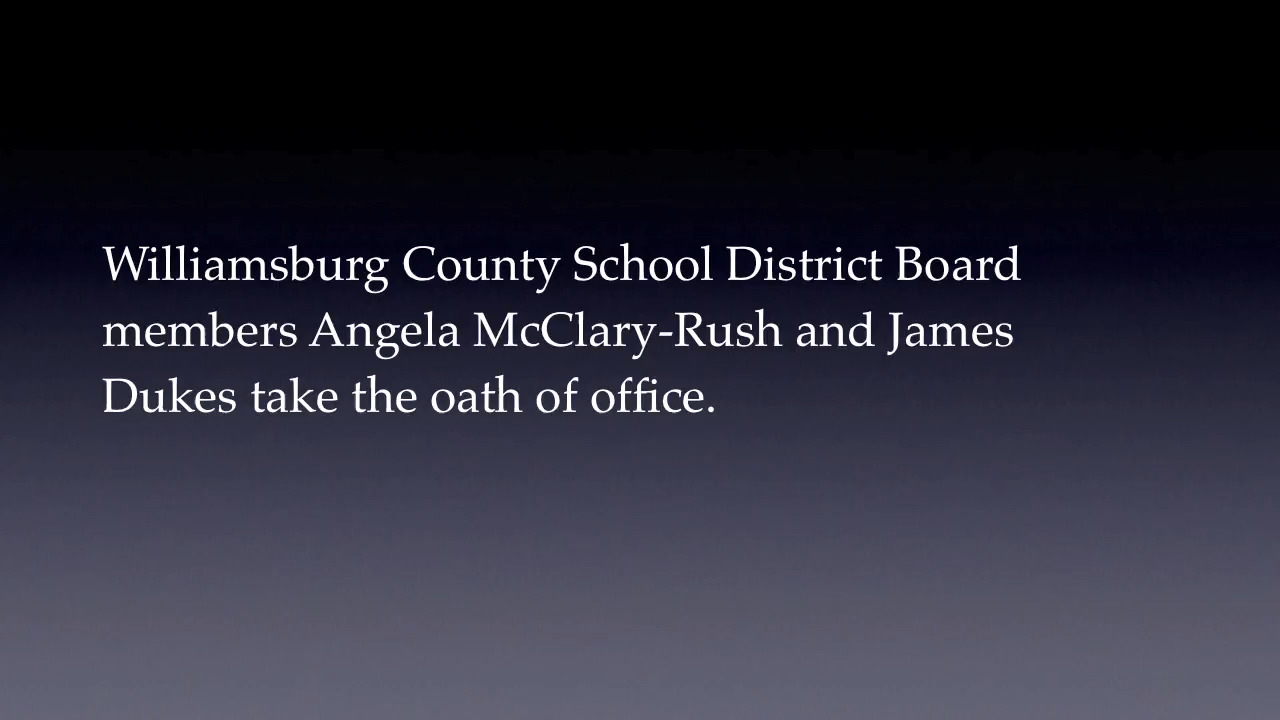 Williamsburg County School District Board
members Angela McClary-Rush and James
Dukes take the oath of office.